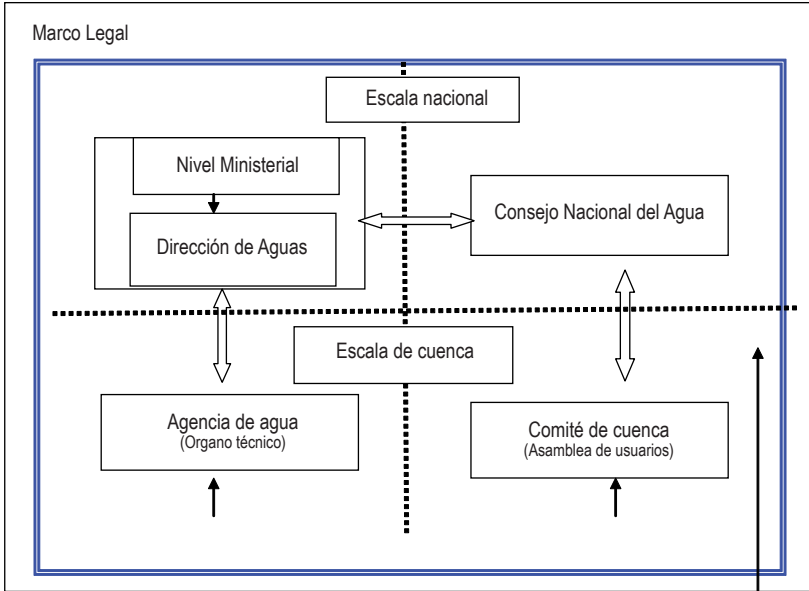 Marco Legal
Escala nacional
Nivel Ministerial
Dirección de Aguas
Consejo Nacional del Agua
Escala de cuenca
Agencia de agua
(Organo técnico)
Comité de cuenca
(Asamblea de usuarios)